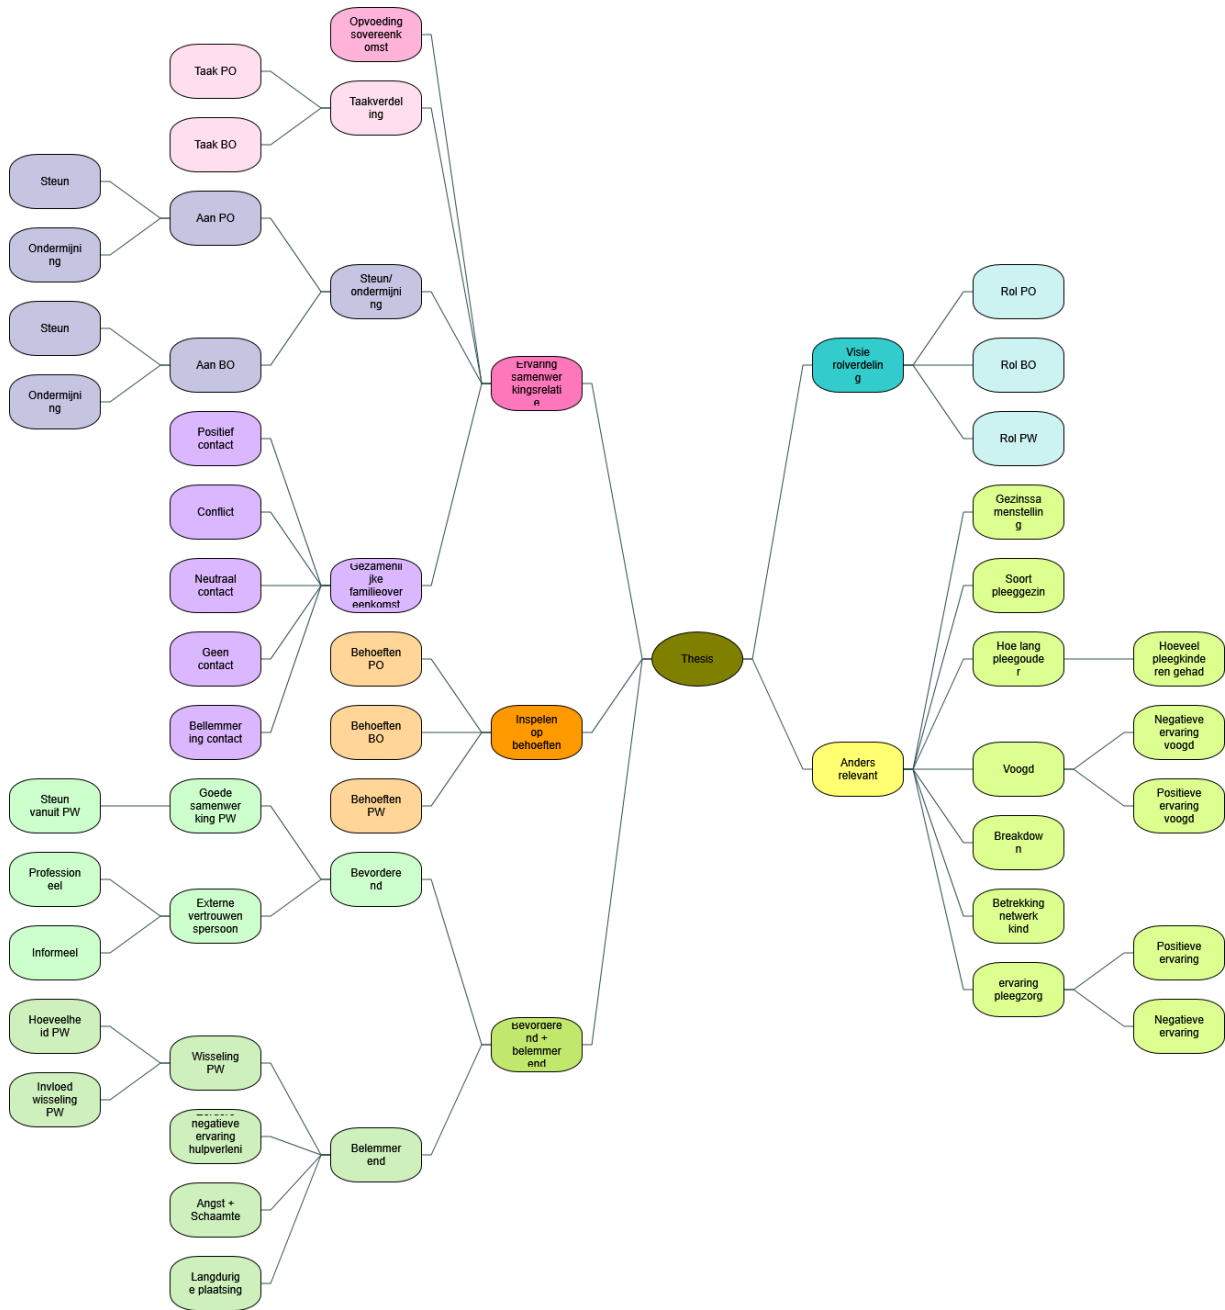 Opvoeding
sovereenk
omst
Taak PO
Taakverdel
ing
Taak BO
Steun
Aan PO
Ondermijni
ng
Steun/
ondermijni
ng
Steun
Aan BO
Ondermijni
ng
Ervaring
samenwer
kingsrelati
e
Positief
contact
Conflict
Neutraal
contact
Gezamenli
jke
familieover
eenkomst
Geen
contact
Bellemmer
ing contact
Behoeften
PO
Behoeften
BO
Behoeften
PW
Inspelen
op
behoeften
Thesis
Steun
vanuit PW
Goede
samenwer
king PW
Profession
eel
Externe
vertrouwen
spersoon
Informeel
Bevordere
nd
Bevordere
nd +
belemmer
end
Hoeveelhe
id PW
Wisseling
PW
Invloed
wisseling
PW
negatieve
ervaring
hulpverleni
Belemmer
end
Angst +
Schaamte
Langdurig
e plaatsing
Visie
rolverdelin
g
Rol PO
Rol BO
Rol PW
Anders
relevant
Gezinssa
menstellin
g
Soort
pleeggezin
Hoe lang
pleegoude
r
Hoeveel
pleegkinde
ren gehad
Voogd
Negatieve
ervaring
voogd
Positieve
ervaring
voogd
Breakdow
n
Betrekking
netwerk
kind
ervaring
pleegzorg
Positieve
ervaring
Negatieve
ervaring